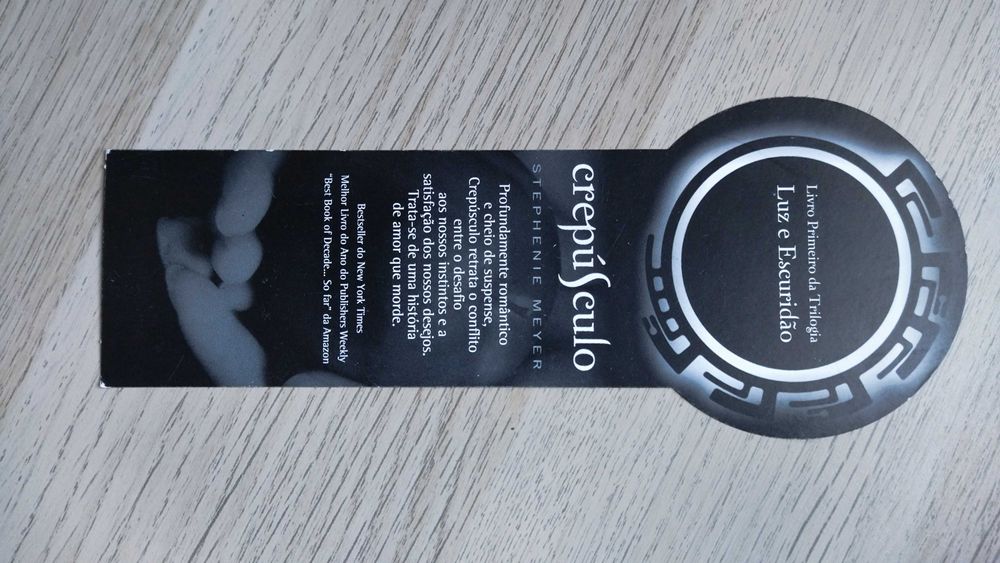 Livro Primeiro da Trilogia
Luz e Escuridão
crepúsculo
STEPHENIE MEYER
Profundamente romântico
e cheio de suspense,
Crepúsculo retrata o conflito
entre o desafio
aos nossos instintos e a
satisfação dos nossos desejos.
Trata-se de uma história
de amor que morde.
Bestseller do New York Times
Melhor Livro do Ano do Publishers Weekly
"Best Book of Decade... So far" da Amazon